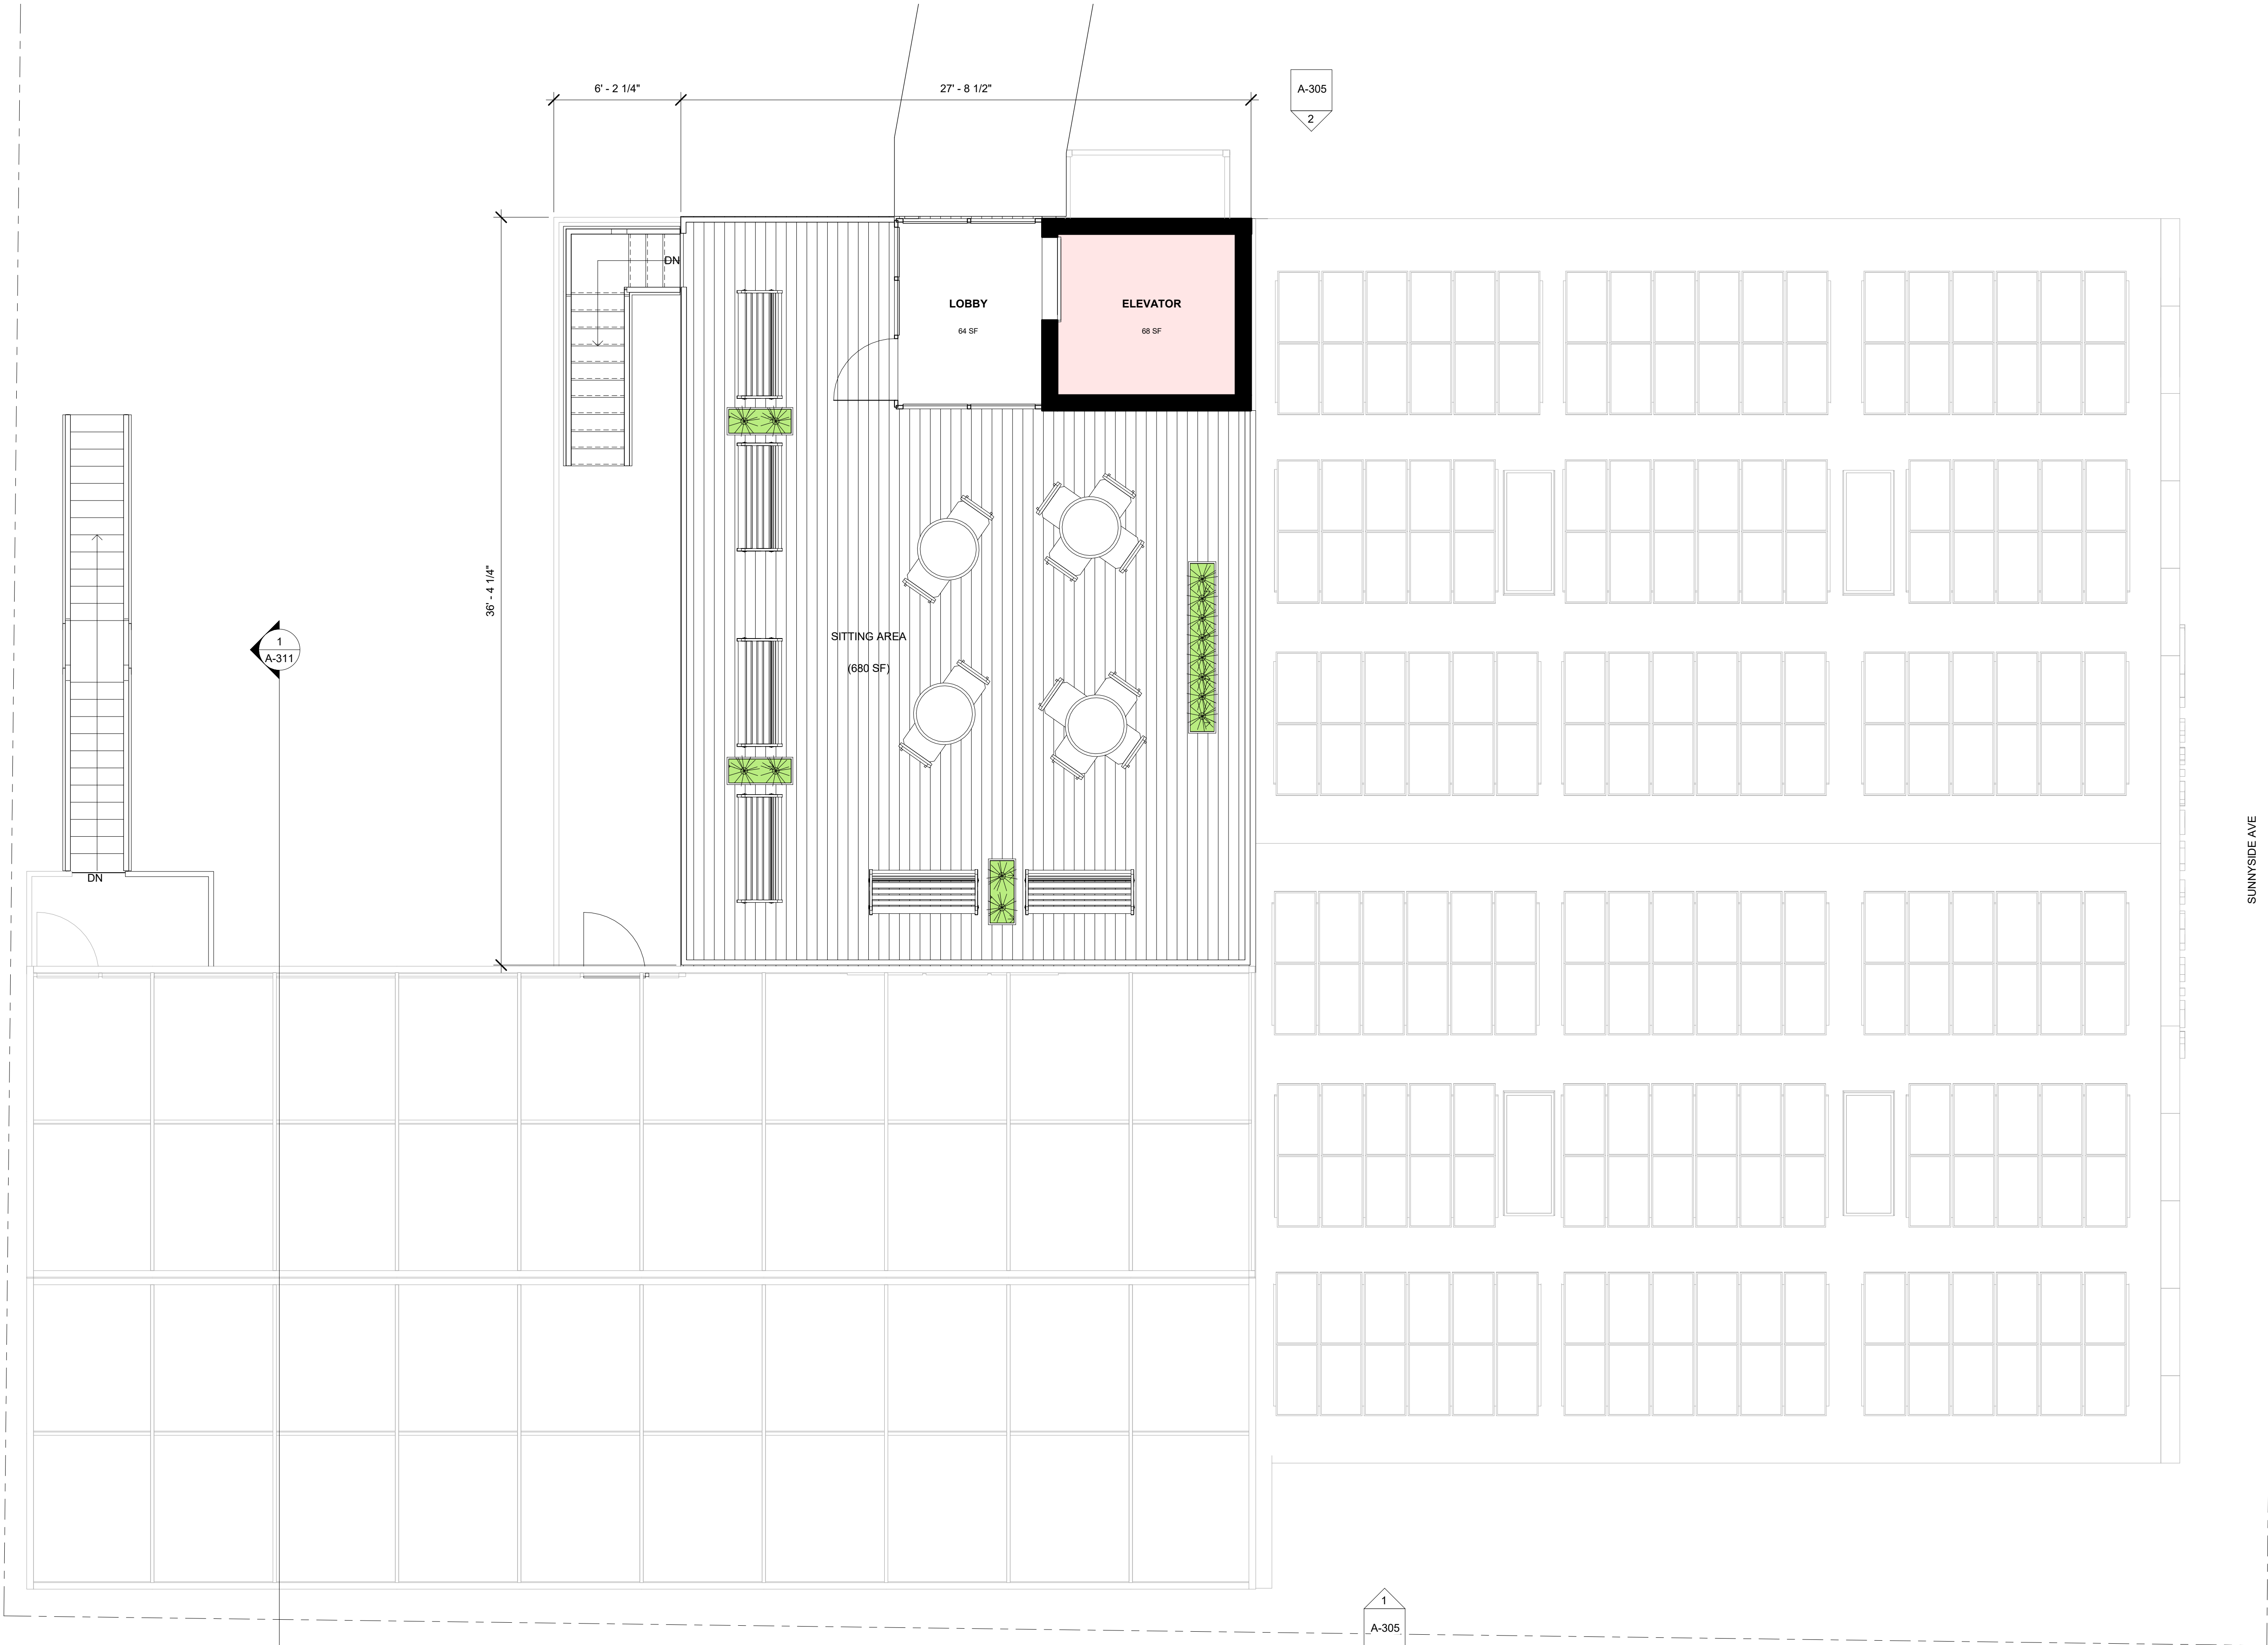 6' - 2 1/4"
27' - 8 1/2"
A-305
2
DN
LOBBY
64 SF
ELEVATOR
68 SF
36' - 4 1/4"
SITTING AREA
(680 SF)
1
A-311
DN
SUNNYSIDE AVE
1
A-305